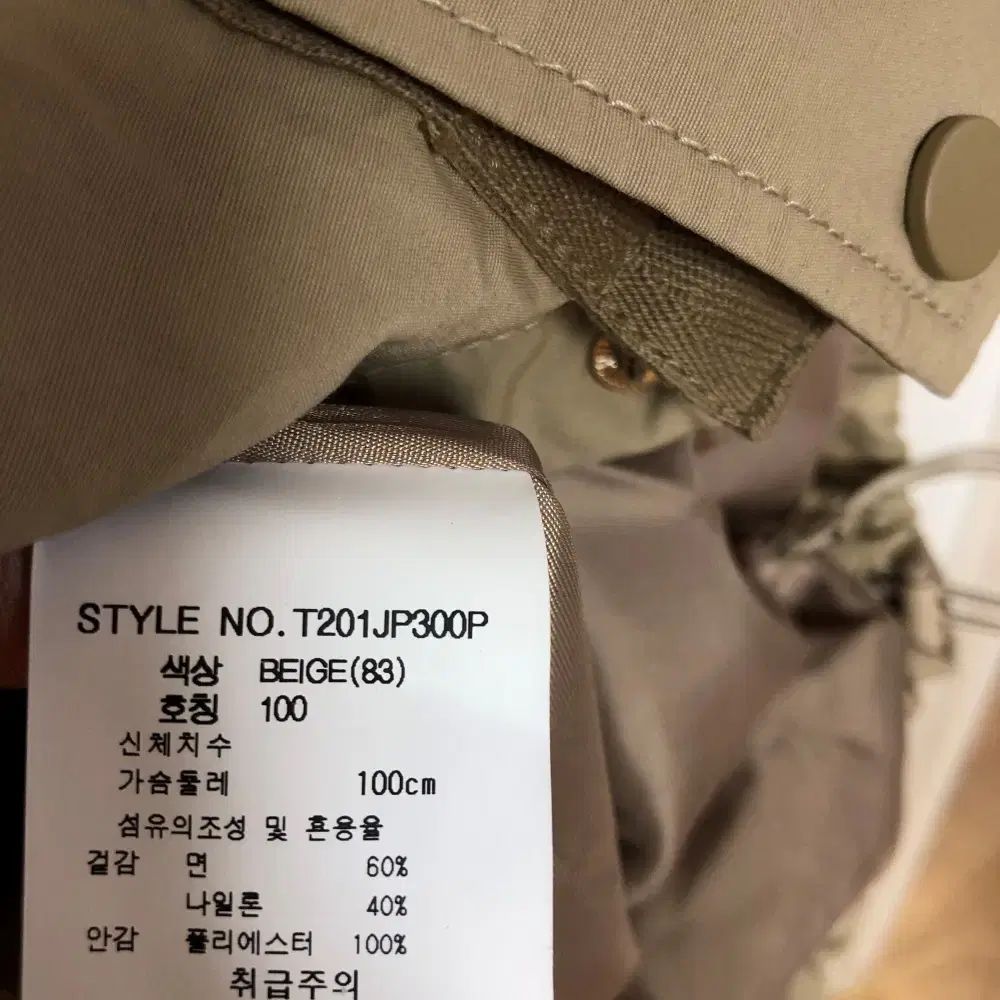 STYLE NO. T201JP300P
색상 BEIGE(83)
호칭 100
신체치수
가슴둘레 100cm
섬유의조성 및 혼용율
겉감 면 60%
나일론 40%
안감 폴리에스터 100%
취급주의